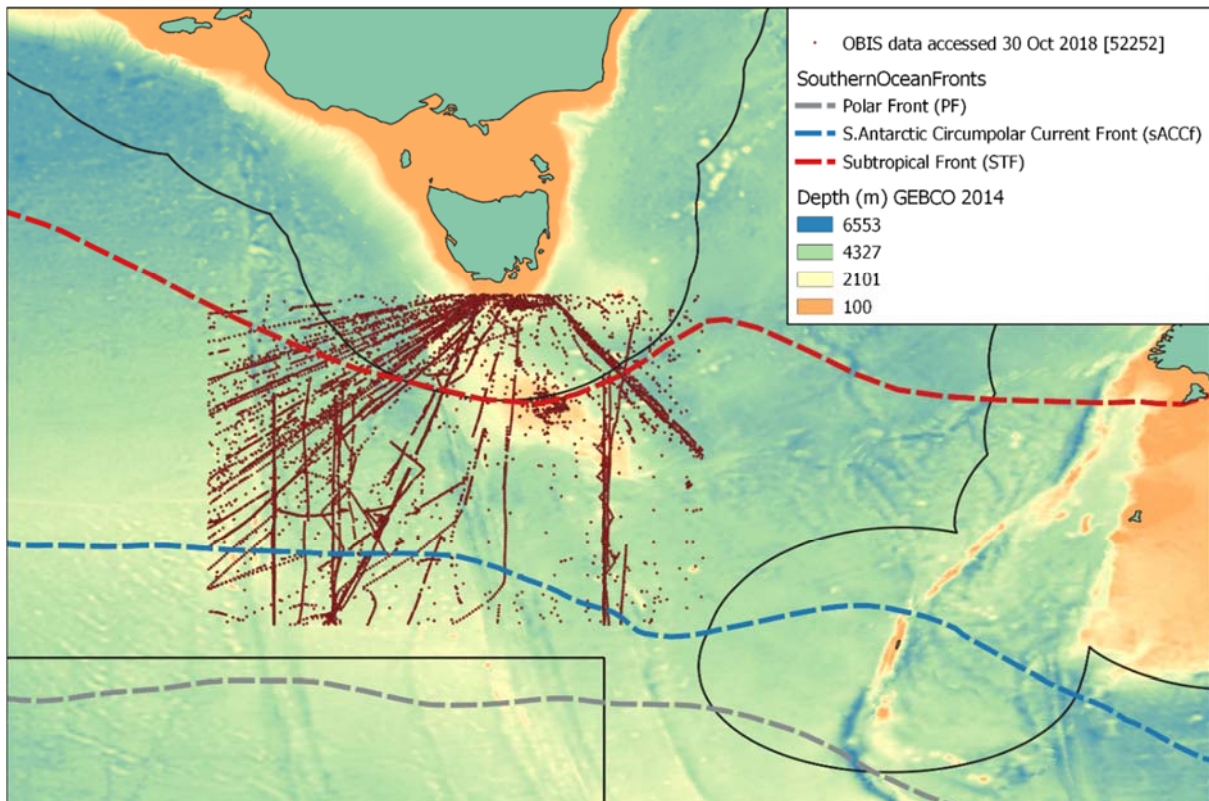 OBIS data accessed 30 Oct 2018 [52252]
SouthernOceanFronts
Polar Front (PF)
S.Antarctic Circumpolar Current Front (sACCf)
Subtropical Front (STF)
Depth (m) GEBCO 2014
6553
4327
2101
100